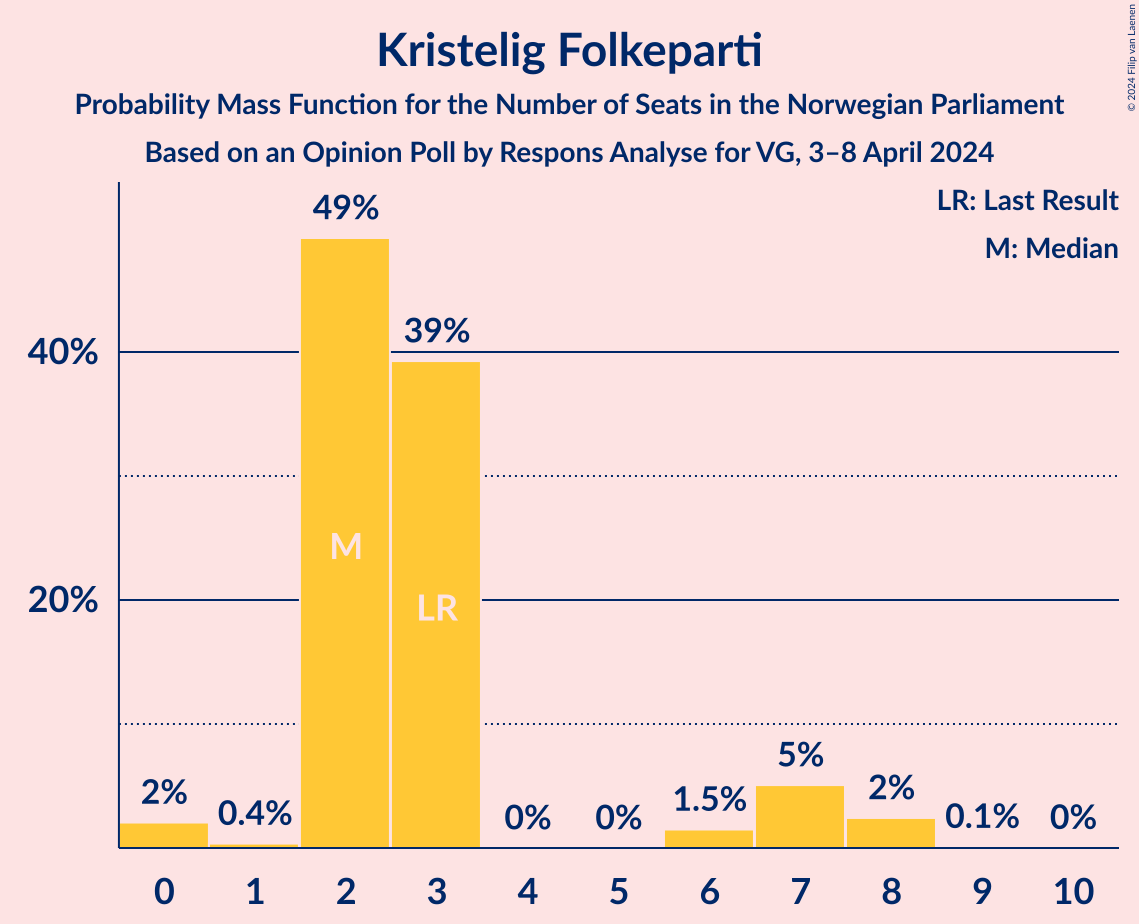 Kristelig Folkeparti
Probability Mass Function for the Number of Seats in the Norwegian Parliament
Based on an Opinion Poll by Respons Analyse for VG, 3–8 April 2024
© 2024 Filip van Laenen
LR: Last Result
M: Median
49%
39%
40%
M
LR
20%
2%
0.4%
0%
0%
1.5%
5%
2%
0.1%
0%
0 1 2 3 4 5 6 7 8 9 10